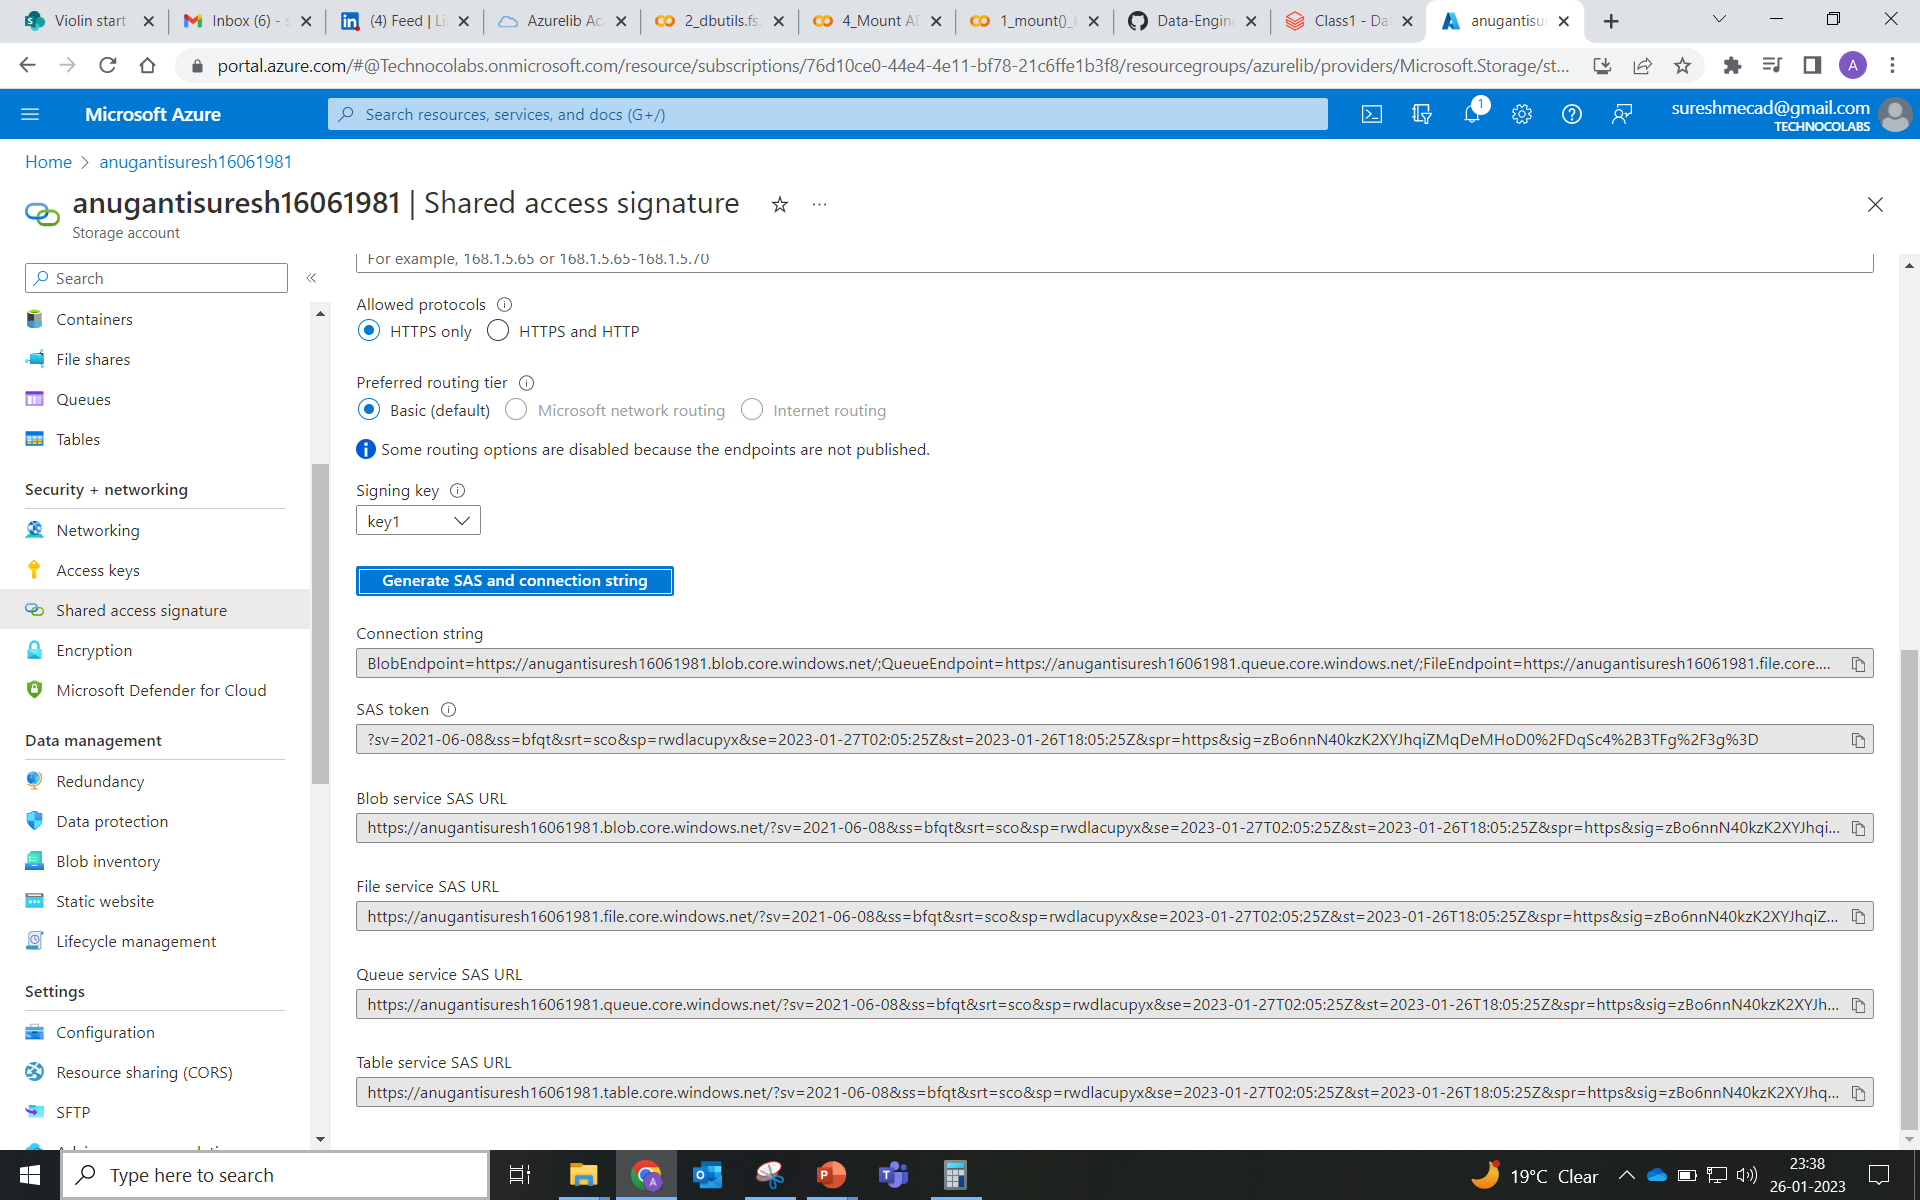 Violin start
Inbox (6) - s
(4) Feed | Li
Azurelib Aca
2_dbutils.fs.
4_Mount AD
1_mount()_
Data-Engine
Class1 - Da
anugantisur
portal.azure.com/#@Technocolabs.onmicrosoft.com/resource/subscriptions/76d10ce0-44e4-4e11-bf78-21c6ffe1b3f8/resourcegroups/azurelib/providers/Microsoft.Storage/st...
A
Microsoft Azure
Search resources, services, and docs (G+/)
1
sureshmecad@gmail.com
TECHNOCOLABS
Home > anugantisuresh16061981
anugantisuresh16061981 | Shared access signature
Storage account
Search
Containers
File shares
Queues
Tables
Security + networking
Networking
Access keys
Shared access signature
Encryption
Microsoft Defender for Cloud
Data management
Redundancy
Data protection
Blob inventory
Static website
Lifecycle management
Settings
Configuration
Resource sharing (CORS)
SFTP
For example, 168.1.5.65 or 168.1.5.65-168.1.5.70
Allowed protocols
HTTPS only HTTPS and HTTP
Preferred routing tier
Basic (default) Microsoft network routing Internet routing
Some routing options are disabled because the endpoints are not published.
Signing key
key1
Generate SAS and connection string
Connection string
BlobEndpoint=https://anugantisuresh16061981.blob.core.windows.net/;QueueEndpoint=https://anugantisuresh16061981.queue.core.windows.net/;FileEndpoint=https://anugantisuresh16061981.file.core....
SAS token
?sv=2021-06-08&ss=bfqt&srt=sco&sp=rwdlacupyx&se=2023-01-27T02:05:25Z&st=2023-01-26T18:05:25Z&spr=https&sig=zBo6nnN40kzK2XYJhqiZMqDeMHoD0%2FDqSc4%2B3TFg%2F3g%3D
Blob service SAS URL
https://anugantisuresh16061981.blob.core.windows.net/?sv=2021-06-08&ss=bfqt&srt=sco&sp=rwdlacupyx&se=2023-01-27T02:05:25Z&st=2023-01-26T18:05:25Z&spr=https&sig=zBo6nnN40kzK2XYJhqi...
File service SAS URL
https://anugantisuresh16061981.file.core.windows.net/?sv=2021-06-08&ss=bfqt&srt=sco&sp=rwdlacupyx&se=2023-01-27T02:05:25Z&st=2023-01-26T18:05:25Z&spr=https&sig=zBo6nnN40kzK2XYJhqiZ...
Queue service SAS URL
https://anugantisuresh16061981.queue.core.windows.net/?sv=2021-06-08&ss=bfqt&srt=sco&sp=rwdlacupyx&se=2023-01-27T02:05:25Z&st=2023-01-26T18:05:25Z&spr=https&sig=zBo6nnN40kzK2XYJh...
Table service SAS URL
https://anugantisuresh16061981.table.core.windows.net/?sv=2021-06-08&ss=bfqt&srt=sco&sp=rwdlacupyx&se=2023-01-27T02:05:25Z&st=2023-01-26T18:05:25Z&spr=https&sig=zBo6nnN40kzK2XYJhq...
Type here to search
19°C Clear
23:38
26-01-2023